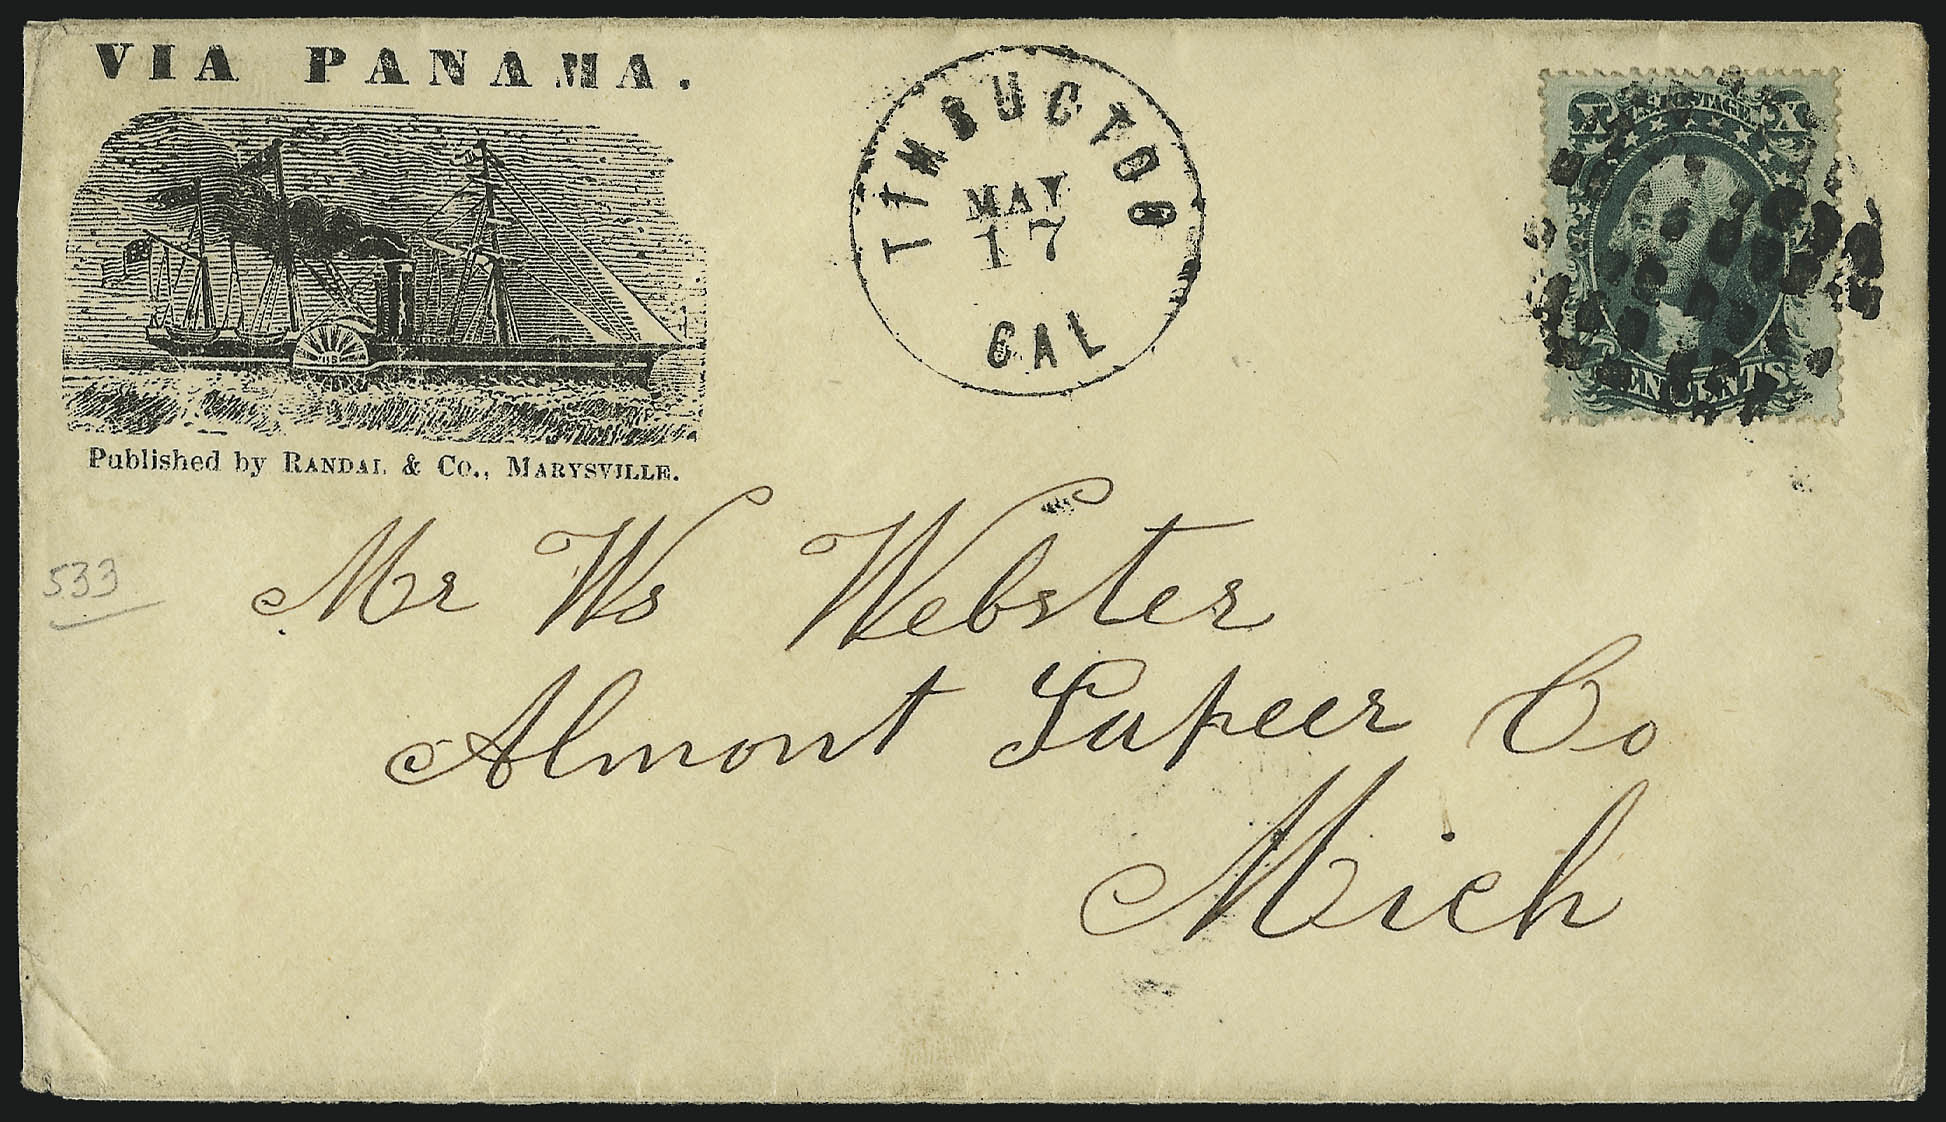 VIA PANAMA.
Published by RANDAL & Co., MARYSVILLE.
TIMBUCTOO
MAY
17
CAL
U.S. POSTAGE
X X
TEN CENTS
533
Mr Ws Webster
Almont Lapeer Co
Mich